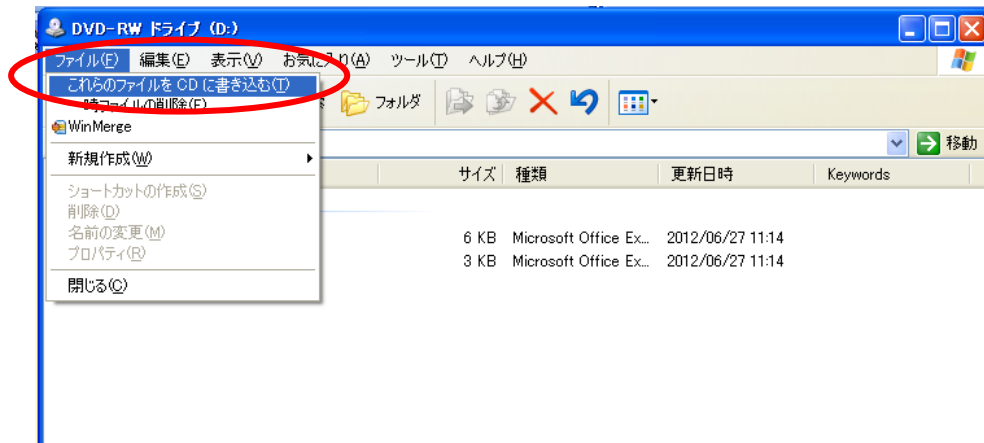 DVD-RW ドライブ (D:)
ファイル(F) 編集(E) 表示(V) お気に入り(A) ツール(T) ヘルプ(H)
これらのファイルを CD に書き込む(T)
一時ファイルの削除(F)
フォルダ
WinMerge
移動
新規作成(W)
サイズ 種類 更新日時 Keywords
ショートカットの作成(S)
削除(D)
名前の変更(M)
6 KB Microsoft Office Ex... 2012/06/27 11:14
プロパティ(R)
3 KB Microsoft Office Ex... 2012/06/27 11:14
閉じる(C)